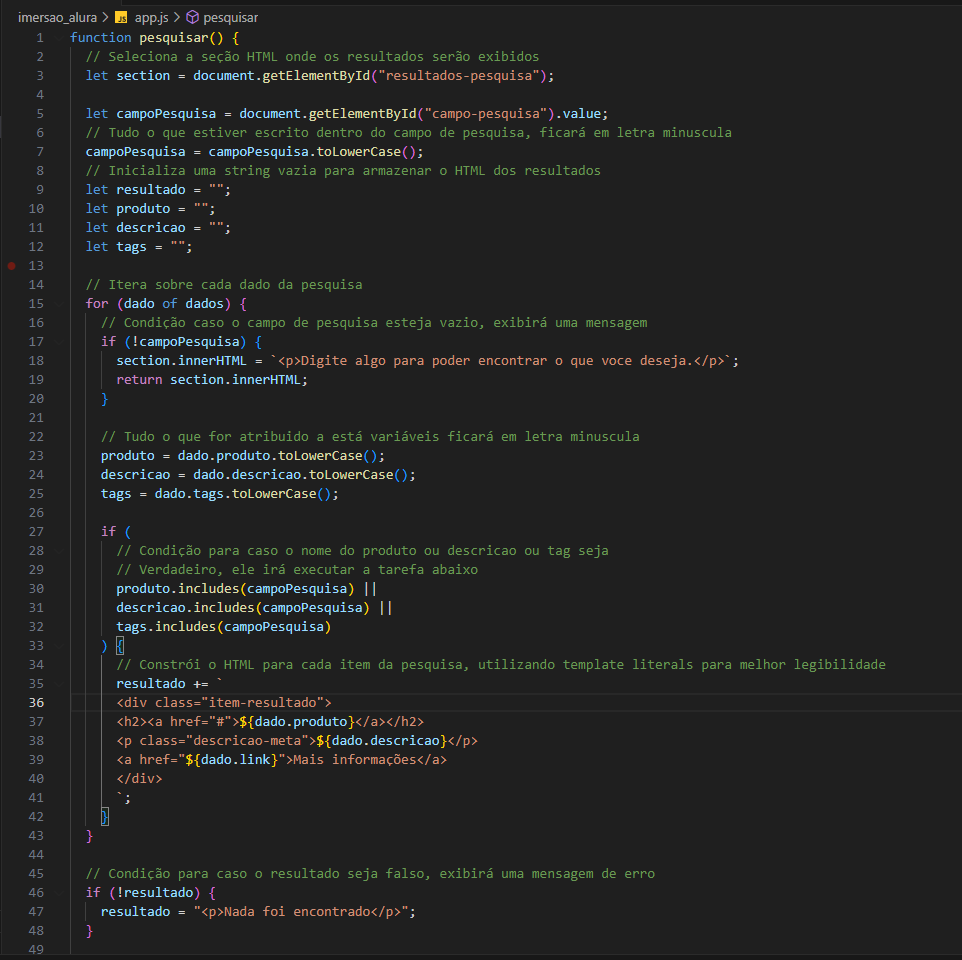 imersao_alura > JS app.js > pesquisar
1 function pesquisar() {
2 // Seleciona a seção HTML onde os resultados serão exibidos
3 let section = document.getElementById("resultados-pesquisa");
4
5 let campoPesquisa = document.getElementById("campo-pesquisa").value;
6 // Tudo o que estiver escrito dentro do campo de pesquisa, ficará em letra minuscula
7 campoPesquisa = campoPesquisa.toLowerCase();
8 // Inicializa uma string vazia para armazenar o HTML dos resultados
9 let resultado = "";
10 let produto = "";
11 let descricao = "";
12 let tags = "";
13
14 // Itera sobre cada dado da pesquisa
15 for (dado of dados) {
16 // Condição caso o campo de pesquisa esteja vazio, exibirá uma mensagem
17 if (!campoPesquisa) {
18 section.innerHTML = `<p>Digite algo para poder encontrar o que voce deseja.</p>`;
19 return section.innerHTML;
20 }
21
22 // Tudo o que for atribuido a está variáveis ficará em letra minuscula
23 produto = dado.produto.toLowerCase();
24 descricao = dado.descricao.toLowerCase();
25 tags = dado.tags.toLowerCase();
26
27 if (
28 // Condição para caso o nome do produto ou descricao ou tag seja
29 // Verdadeiro, ele irá executar a tarefa abaixo
30 produto.includes(campoPesquisa) ||
31 descricao.includes(campoPesquisa) ||
32 tags.includes(campoPesquisa)
33 ) {
34 // Constrói o HTML para cada item da pesquisa, utilizando template literals para melhor legibilidade
35 resultado += `
36 <div class="item-resultado">
37 <h2><a href="#">${dado.produto}</a></h2>
38 <p class="descricao-meta">${dado.descricao}</p>
39 <a href="${dado.link}">Mais informações</a>
40 </div>
41 `;
42 }
43 }
44
45 // Condição para caso o resultado seja falso, exibirá uma mensagem de erro
46 if (!resultado) {
47 resultado = "<p>Nada foi encontrado</p>";
48 }
49